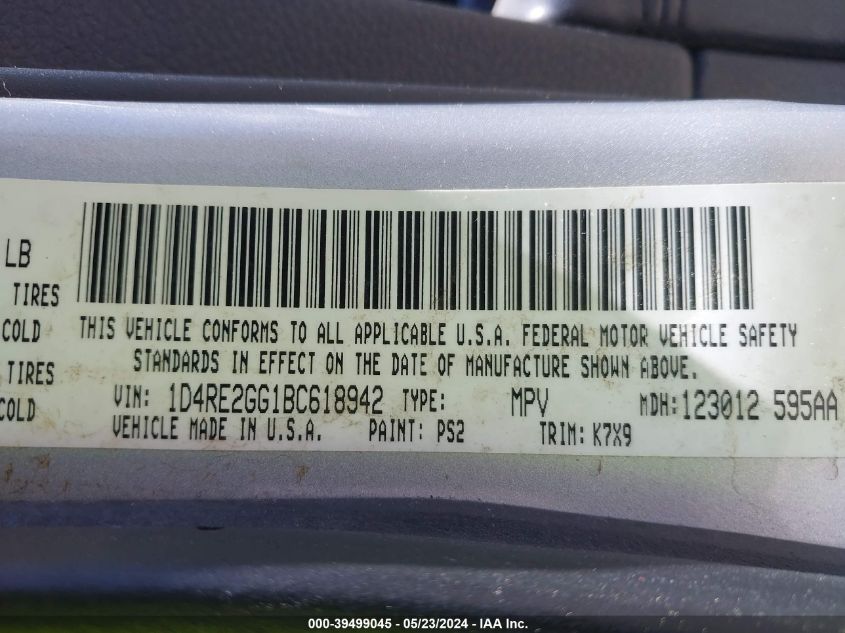 LB
TIRES
COLD
THIS VEHICLE CONFORMS TO ALL APPLICABLE U.S.A. FEDERAL MOTOR VEHICLE SAFETY
STANDARDS IN EFFECT ON THE DATE OF MANUFACTURE SHOWN ABOVE.
TIRES
COLD
VIN: 1D4RE2GG1BC618942 TYPE: MPV MDH: 123012 595AA
VEHICLE MADE IN U.S.A. PAINT: PS2 TRIM: K7X9
000-39499045 - 05/23/2024 - IAA Inc.